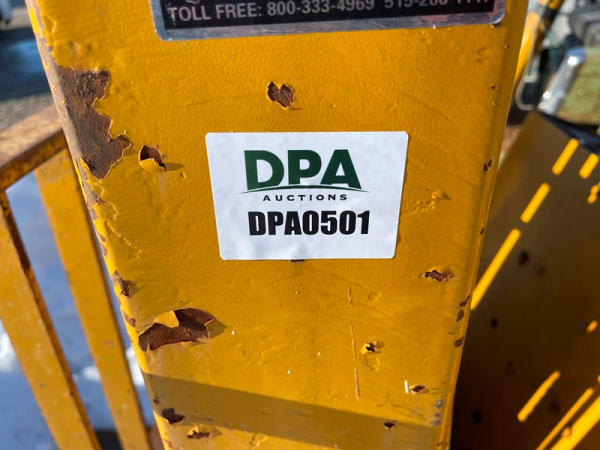 TOLL FREE: 800-333-4969
DPA
AUCTIONS
DPA0501